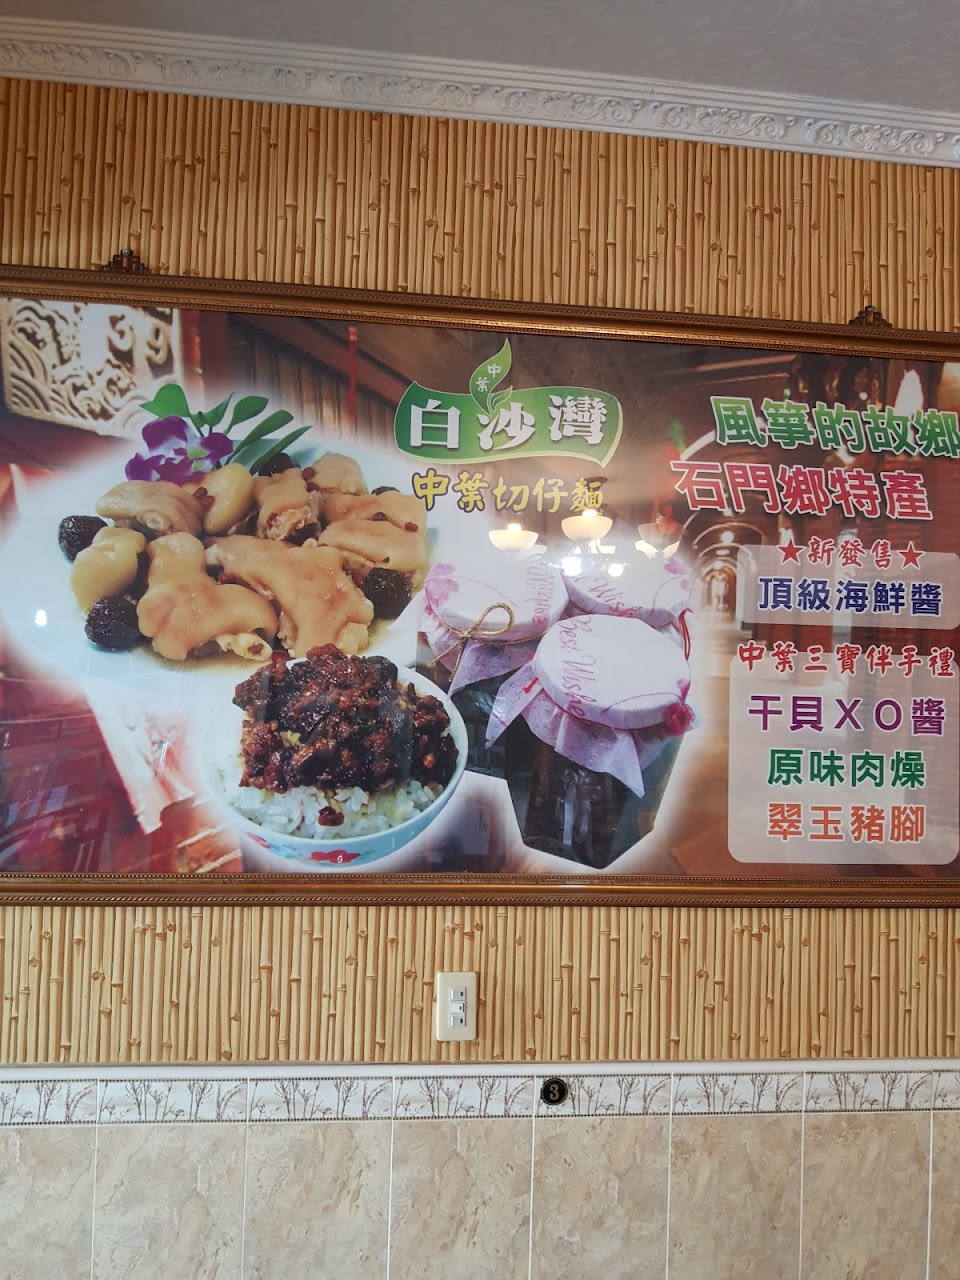 中葉
白沙灣
中葉切仔麵
風箏的故鄉
石門鄉特產
★新發售★
頂級海鮮醬
中葉三寶伴手禮
干貝XO醬
原味肉燥
翠玉豬腳
Best Wishes
3